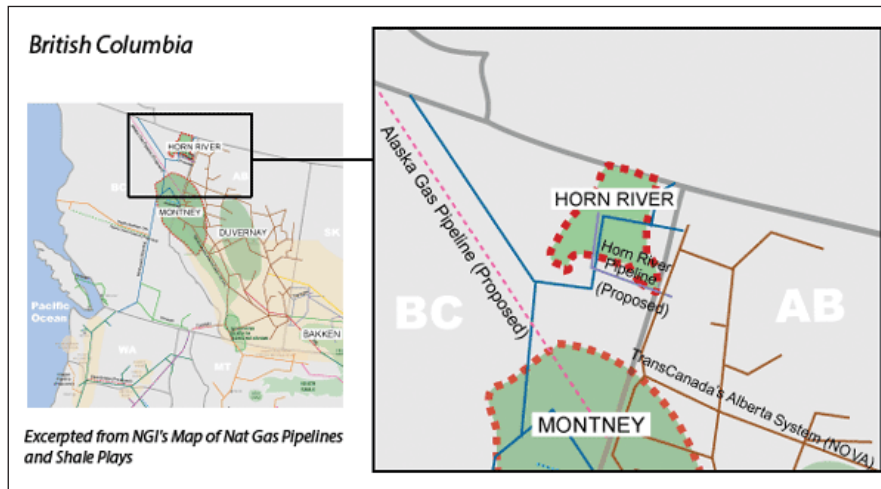 British Columbia
HORN RIVER
BC
AB
MONTNEY
DUVERNAY
SK
Pacific
Ocean
WA
MT
BAKKEN
Excerpted from NGI's Map of Nat Gas Pipelines
and Shale Plays
Alaska Gas Pipeline (Proposed)
HORN RIVER
Horn River
Pipeline
(Proposed)
BC
AB
TransCanada's Alberta System (NOVA)
MONTNEY